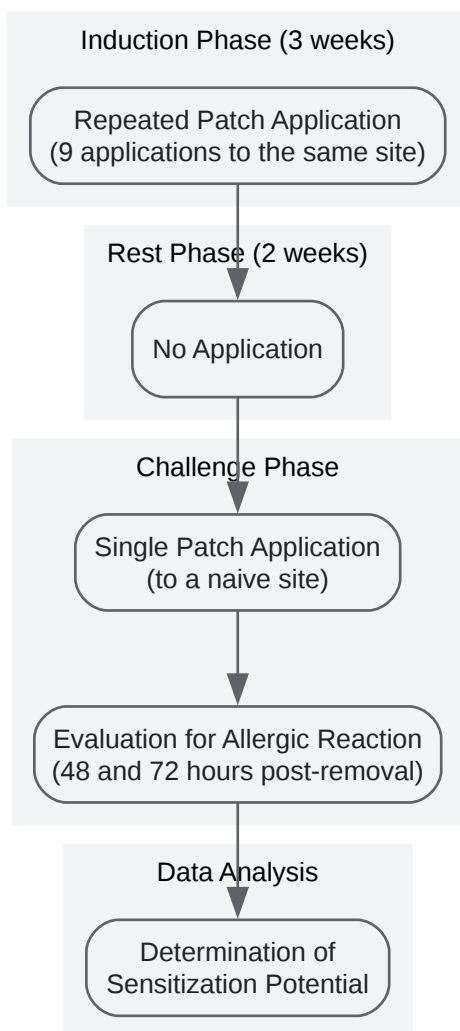 Induction Phase (3 weeks)
Repeated Patch Application
(9 applications to the same site)
Rest Phase (2 weeks)
No Application
Challenge Phase
Single Patch Application
(to a naive site)
Evaluation for Allergic Reaction
(48 and 72 hours post-removal)
Data Analysis
Determination of
Sensitization Potential